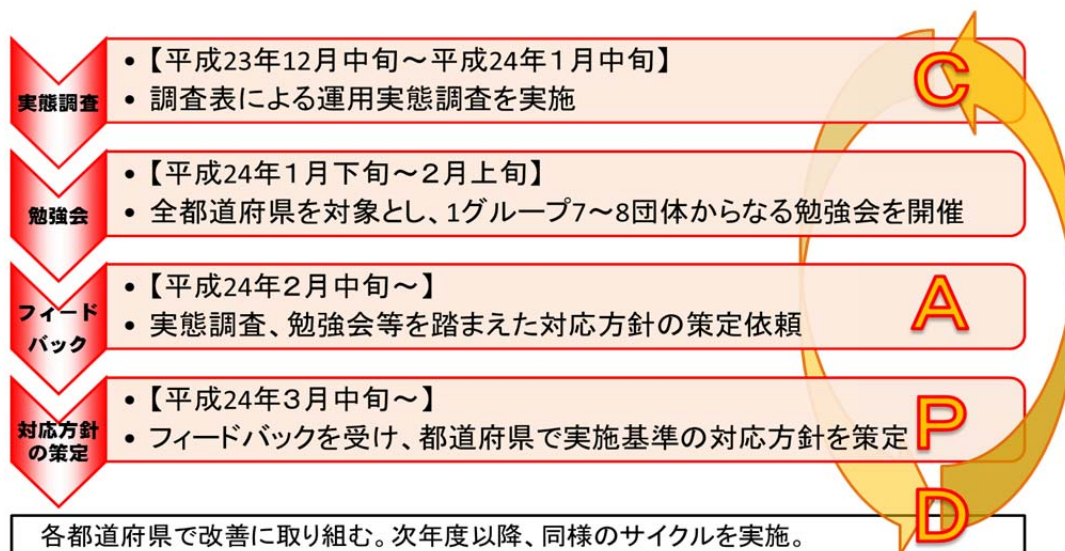 実態調査
• 【平成23年12月中旬～平成24年１月中旬】
• 調査表による運用実態調査を実施
C
勉強会
• 【平成24年１月下旬～２月上旬】
• 全都道府県を対象とし、1グループ7～8団体からなる勉強会を開催
フィード
バック
• 【平成24年２月中旬～】
• 実態調査、勉強会等を踏まえた対応方針の策定依頼
A
対応方針
の策定
• 【平成24年３月中旬～】
• フィードバックを受け、都道府県で実施基準の対応方針を策定
P
D
各都道府県で改善に取り組む。次年度以降、同様のサイクルを実施。